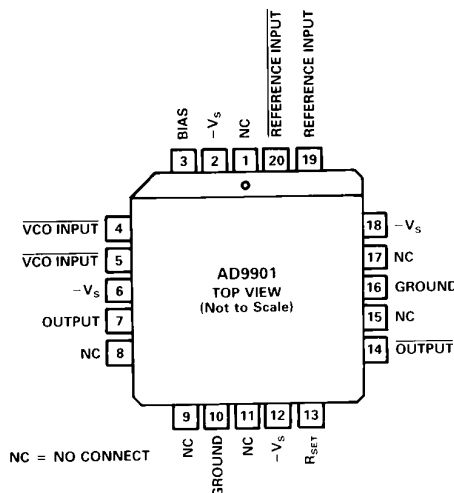 REFERENCE INPUT
REFERENCE INPUT
BIAS
–VS
NC
3
2
1
20
19
VCO INPUT 4
VCO INPUT 5
–VS 6
OUTPUT 7
NC 8
AD9901
TOP VIEW
(Not to Scale)
18 –VS
17 NC
16 GROUND
15 NC
14 OUTPUT
9
10
11
12
13
NC
GROUND
NC
–VS
RSET
NC = NO CONNECT